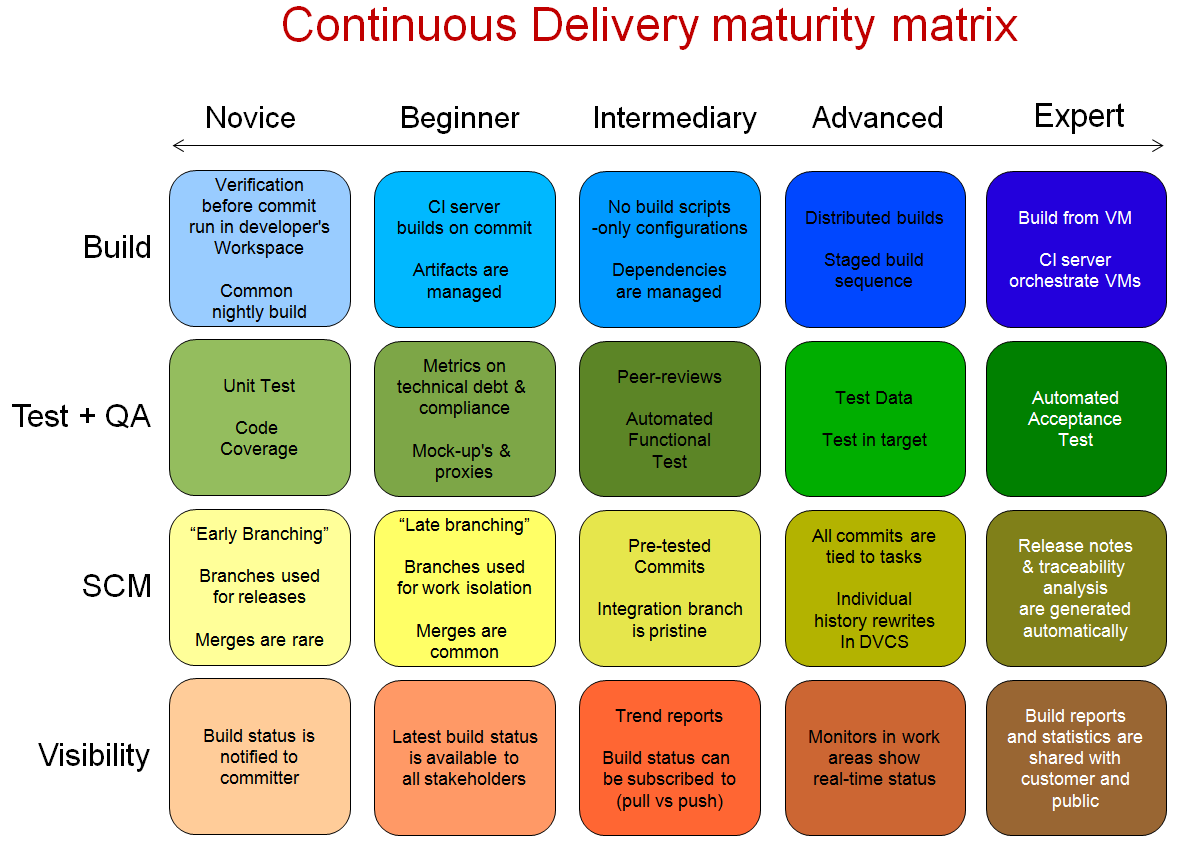 Continuous Delivery maturity matrix
Novice
Beginner
Intermediary
Advanced
Expert
Build
Verification
before commit
run in developer's
Workspace
Common
nightly build
CI server
builds on commit
Artifacts are
managed
No build scripts
-only configurations
Dependencies
are managed
Distributed builds
Staged build
sequence
Build from VM
CI server
orchestrate VMs
Test + QA
Unit Test
Code
Coverage
Metrics on
technical debt &
compliance
Mock-up's &
proxies
Peer-reviews
Automated
Functional
Test
Test Data
Test in target
Automated
Acceptance
Test
SCM
“Early Branching”
Branches used
for releases
Merges are rare
“Late branching”
Branches used
for work isolation
Merges are
common
Pre-tested
Commits
Integration branch
is pristine
All commits are
tied to tasks
Individual
history rewrites
In DVCS
Release notes
& traceability
analysis
are generated
automatically
Visibility
Build status is
notified to
committer
Latest build status
is available to
all stakeholders
Trend reports
Build status can
be subscribed to
(pull vs push)
Monitors in work
areas show
real-time status
Build reports
and statistics are
shared with
customer and
public